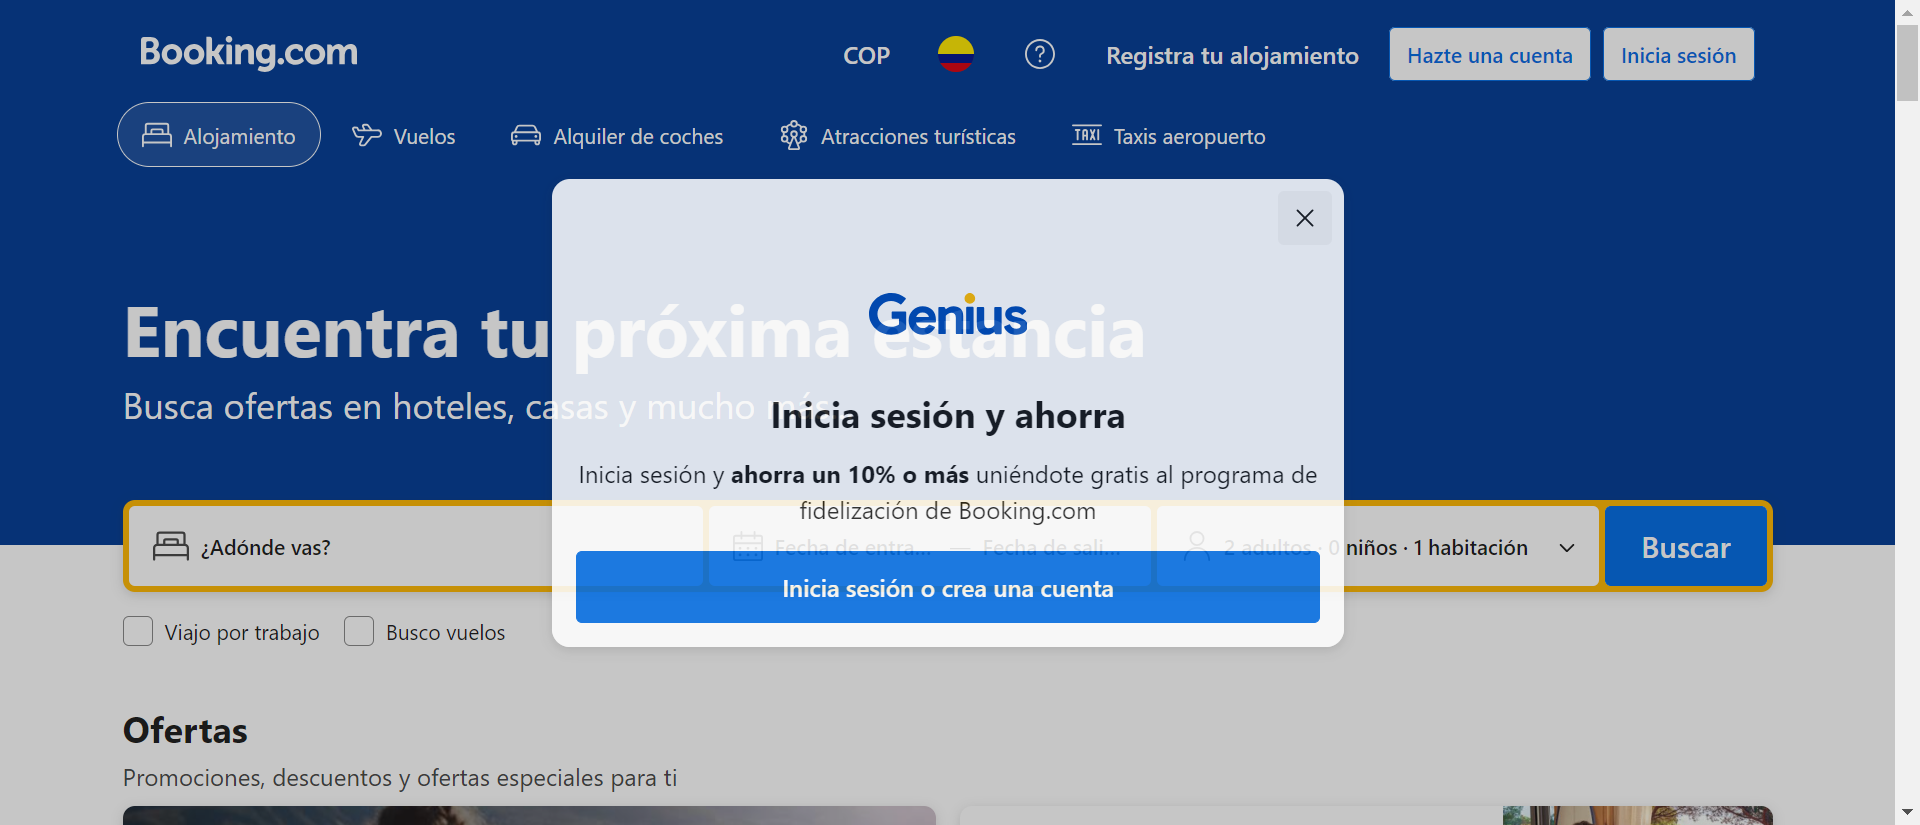 Booking.com
COP
Registra tu alojamiento
Hazte una cuenta
Inicia sesión
Alojamiento
Vuelos
Alquiler de coches
Atracciones turísticas
TAXI
Taxis aeropuerto
Encuentra tu próxima estancia
Busca ofertas en hoteles, casas y mucho más
Genius
Inicia sesión y ahorra
Inicia sesión y ahorra un 10% o más uniéndote gratis al programa de
fidelización de Booking.com
Inicia sesión o crea una cuenta
¿Adónde vas?
Fecha de entra... — Fecha de sali...
2 adultos · 0 niños · 1 habitación
Buscar
Viajo por trabajo
Busco vuelos
Ofertas
Promociones, descuentos y ofertas especiales para ti